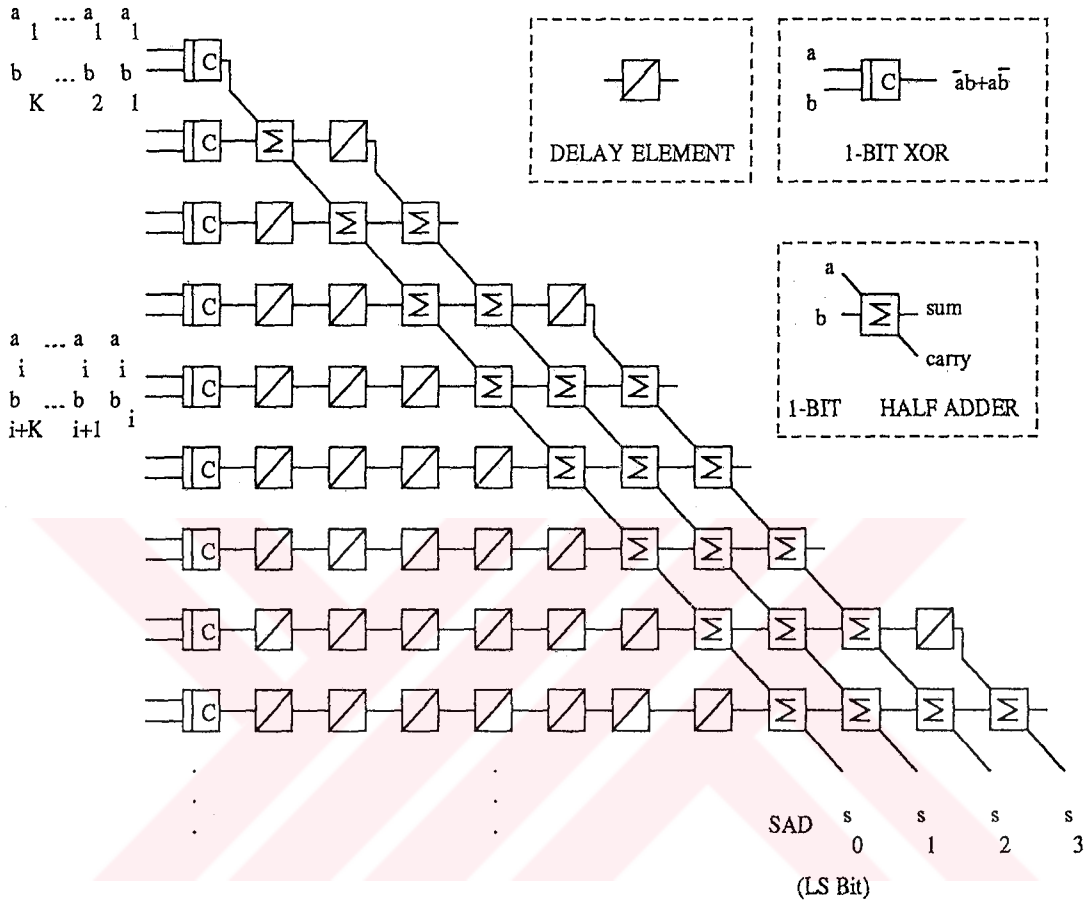 a ... a a
1 1 1
b ... b b
K 2 1
C
C
Σ
C
Σ Σ
C
Σ Σ
a ... a a
i i i
b ... b b
i+K i+1 i
C
Σ Σ Σ
C
Σ Σ Σ
C
Σ Σ Σ
C
Σ Σ Σ
C
Σ Σ Σ Σ
. .
. .
. .
SAD s s s s
0 1 2 3
(LS Bit)
DELAY ELEMENT
a
b
C
āb+ab̄
1-BIT XOR
a
b
Σ
sum
carry
1-BIT HALF ADDER